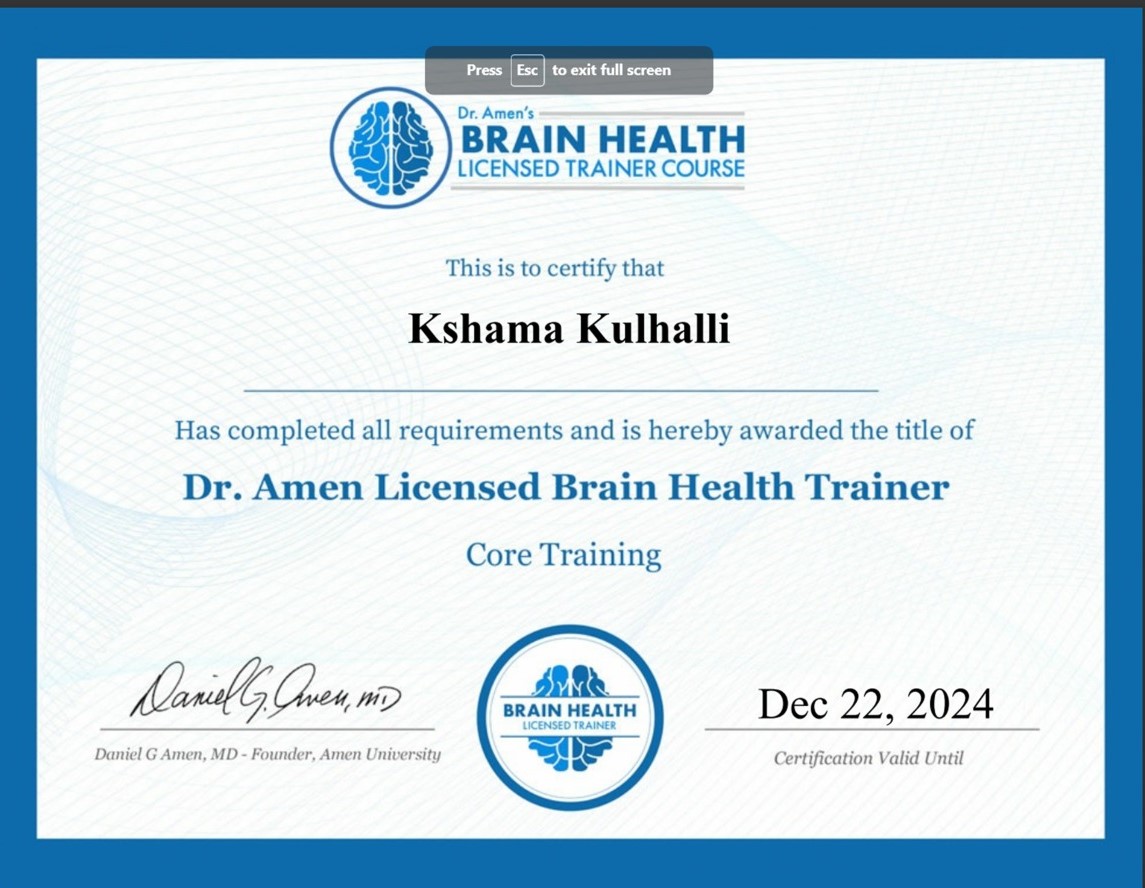 Press Esc to exit full screen
Dr. Amen's
BRAIN HEALTH
LICENSED TRAINER COURSE
This is to certify that
Kshama Kulhalli
Has completed all requirements and is hereby awarded the title of
Dr. Amen Licensed Brain Health Trainer
Core Training
Daniel G. Amen, MD
Daniel G Amen, MD - Founder, Amen University
BRAIN HEALTH
LICENSED TRAINER
Dec 22, 2024
Certification Valid Until